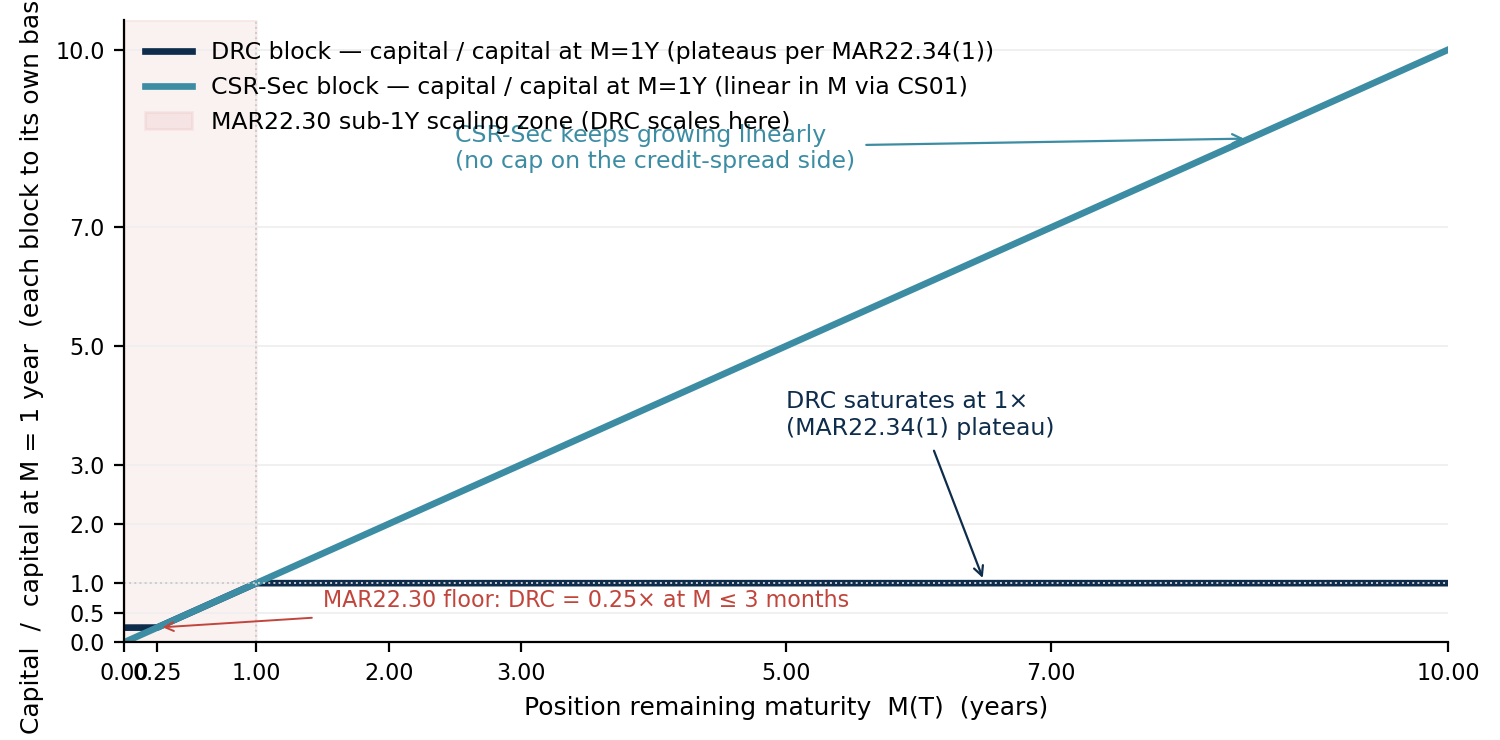 Capital / capital at M = 1 year (each block to its own bas
10.0
7.0
5.0
3.0
2.0
1.0
0.5
0.0
DRC block — capital / capital at M=1Y (plateaus per MAR22.34(1))
CSR-Sec block — capital / capital at M=1Y (linear in M via CS01)
MAR22.30 sub-1Y scaling zone (DRC scales here)
CSR-Sec keeps growing linearly
(no cap on the credit-spread side)
DRC saturates at 1×
(MAR22.34(1) plateau)
MAR22.30 floor: DRC = 0.25× at M ≤ 3 months
0.00 0.25 1.00 2.00 3.00 5.00 7.00 10.00
Position remaining maturity M(T) (years)